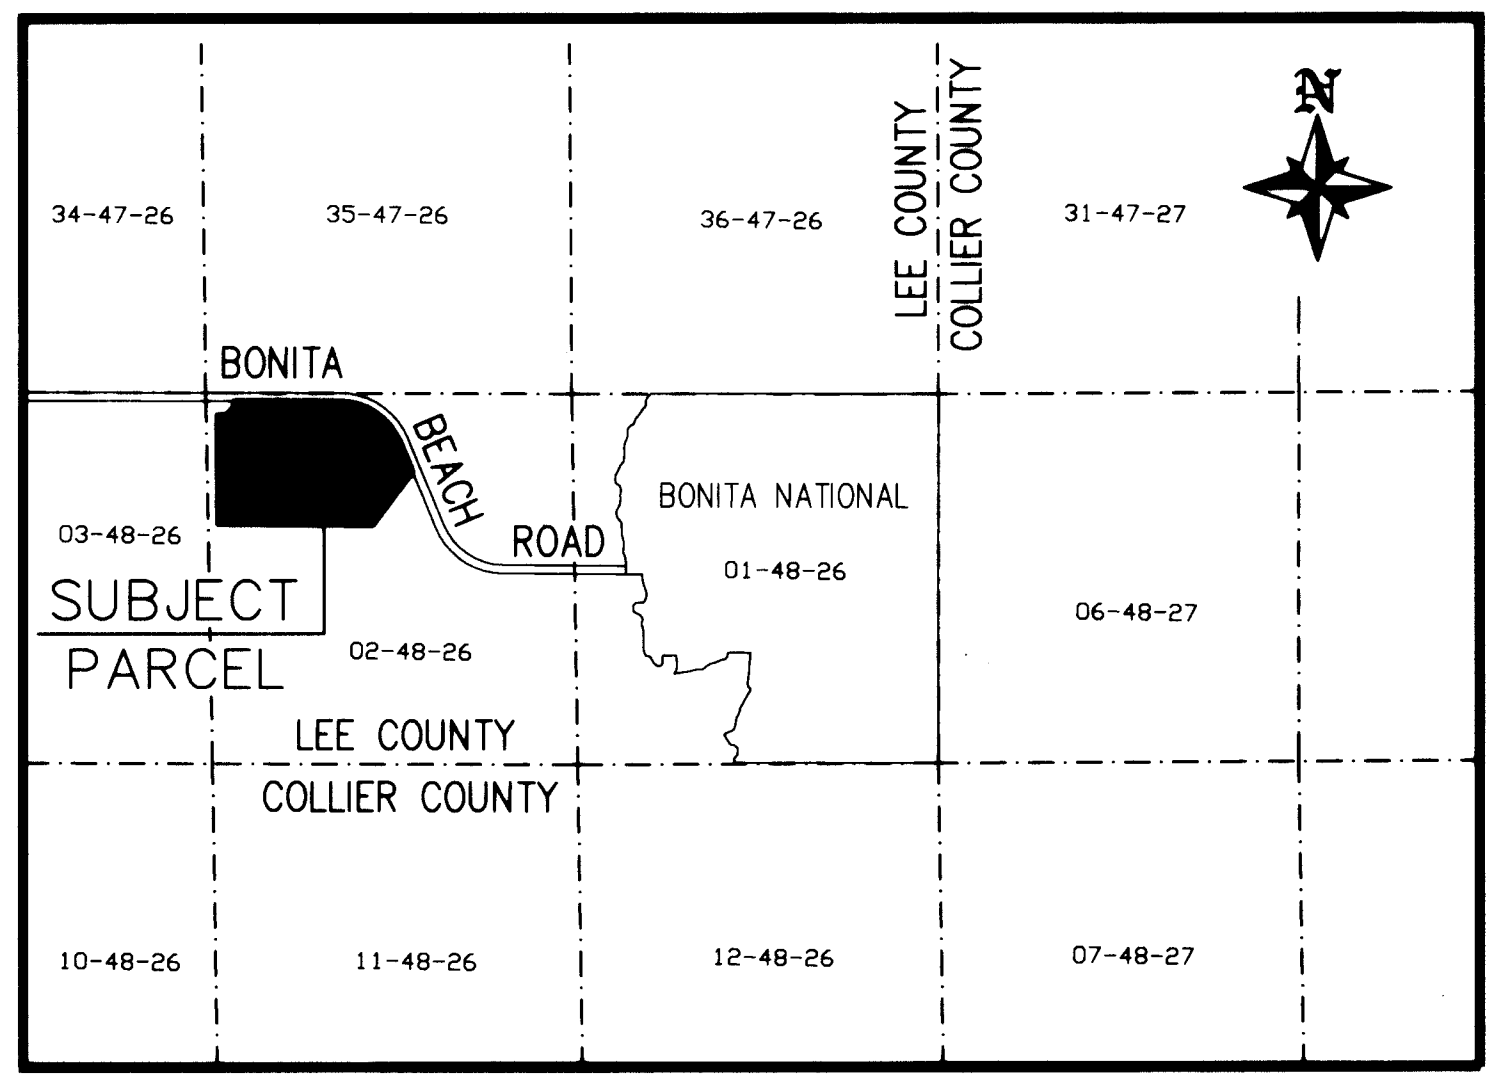 N
LEE COUNTY
COLLIER COUNTY
34-47-26
35-47-26
36-47-26
31-47-27
BONITA
BEACH
ROAD
BONITA NATIONAL
03-48-26
01-48-26
06-48-27
SUBJECT
PARCEL
02-48-26
LEE COUNTY
COLLIER COUNTY
10-48-26
11-48-26
12-48-26
07-48-27